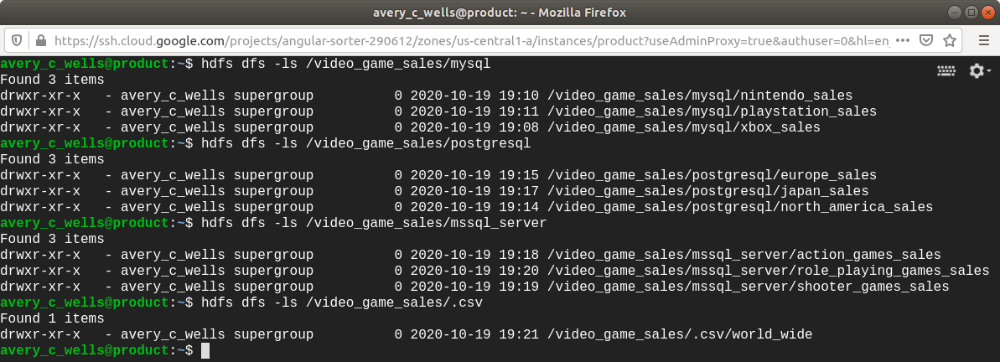 avery_c_wells@product: ~ - Mozilla Firefox
https://ssh.cloud.google.com/projects/angular-sorter-290612/zones/us-central1-a/instances/product?useAdminProxy=true&authuser=0&hl=en_
avery_c_wells@product:~$ hdfs dfs -ls /video_game_sales/mysql
Found 3 items
drwxr-xr-x   - avery_c_wells supergroup          0 2020-10-19 19:10 /video_game_sales/mysql/nintendo_sales
drwxr-xr-x   - avery_c_wells supergroup          0 2020-10-19 19:11 /video_game_sales/mysql/playstation_sales
drwxr-xr-x   - avery_c_wells supergroup          0 2020-10-19 19:08 /video_game_sales/mysql/xbox_sales
avery_c_wells@product:~$ hdfs dfs -ls /video_game_sales/postgresql
Found 3 items
drwxr-xr-x   - avery_c_wells supergroup          0 2020-10-19 19:15 /video_game_sales/postgresql/europe_sales
drwxr-xr-x   - avery_c_wells supergroup          0 2020-10-19 19:17 /video_game_sales/postgresql/japan_sales
drwxr-xr-x   - avery_c_wells supergroup          0 2020-10-19 19:14 /video_game_sales/postgresql/north_america_sales
avery_c_wells@product:~$ hdfs dfs -ls /video_game_sales/mssql_server
Found 3 items
drwxr-xr-x   - avery_c_wells supergroup          0 2020-10-19 19:18 /video_game_sales/mssql_server/action_games_sales
drwxr-xr-x   - avery_c_wells supergroup          0 2020-10-19 19:20 /video_game_sales/mssql_server/role_playing_games_sales
drwxr-xr-x   - avery_c_wells supergroup          0 2020-10-19 19:19 /video_game_sales/mssql_server/shooter_games_sales
avery_c_wells@product:~$ hdfs dfs -ls /video_game_sales/.csv
Found 1 items
drwxr-xr-x   - avery_c_wells supergroup          0 2020-10-19 19:21 /video_game_sales/.csv/world_wide
avery_c_wells@product:~$